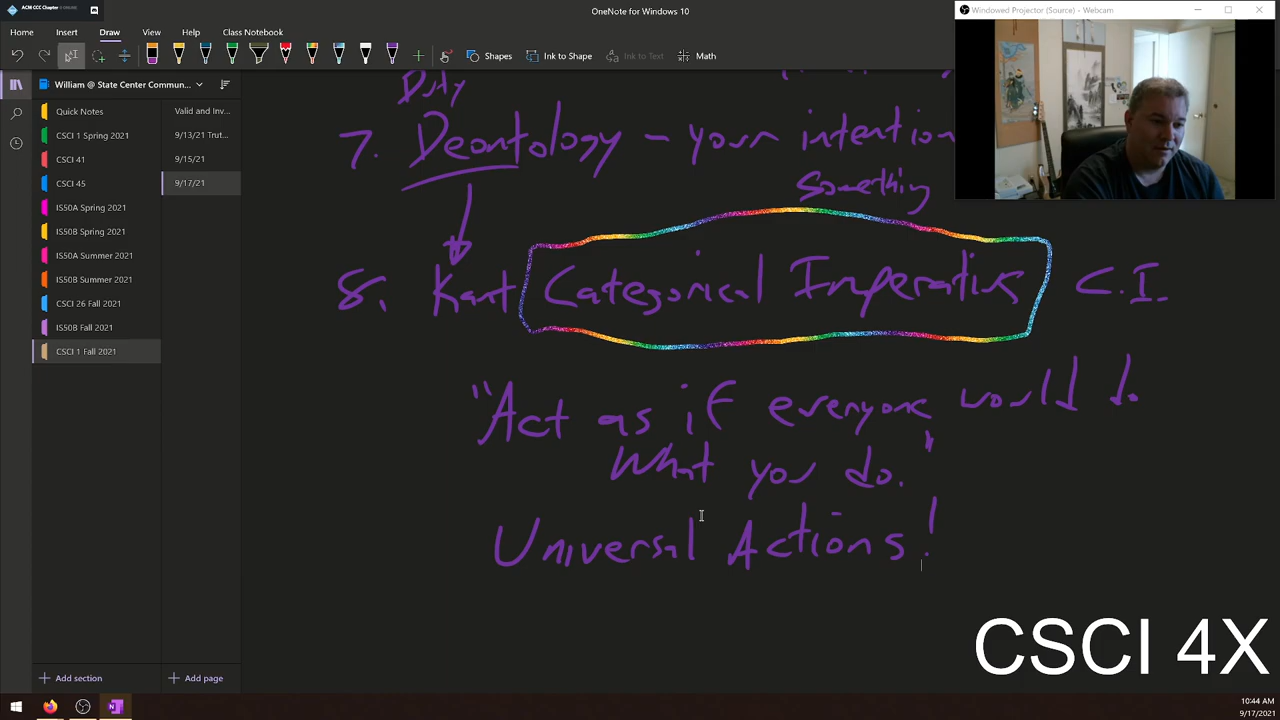 ACM CCC Chapter
OneNote for Windows 10
Windowed Projector (Source) - Webcam
Home Insert Draw View Help Class Notebook
Shapes Ink to Shape Ink to Text Math
William @ State Center Commun...
Quick Notes
CSCI 1 Spring 2021
CSCI 41
CSCI 45
IS50A Spring 2021
IS50B Spring 2021
IS50A Summer 2021
IS50B Summer 2021
CSCI 26 Fall 2021
IS50B Fall 2021
CSCI 1 Fall 2021
Valid and Inv...
9/13/21 Trut...
9/15/21
9/17/21
Duty
7. Deontology - your intention
something
8. Kant Categorical Imperative C.I.
"Act as if everyone would do
What you do."
Universal Actions!
CSCI 4X
Add section
Add page
10:44 AM
9/17/2021